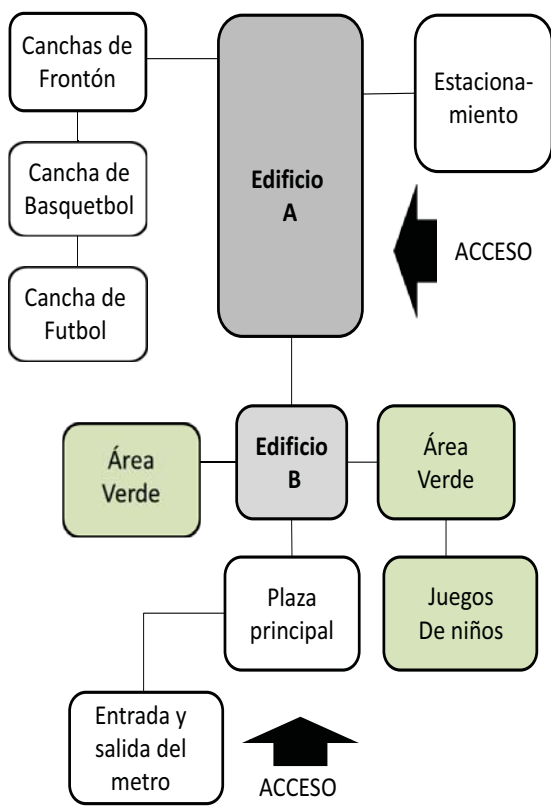 Canchas de
Frontón
Estaciona-
miento
Edificio
A
Cancha de
Basquetbol
ACCESO
Cancha de
Futbol
Área
Verde
Edificio
B
Área
Verde
Plaza
principal
Juegos
De niños
Entrada y
salida del
metro
ACCESO